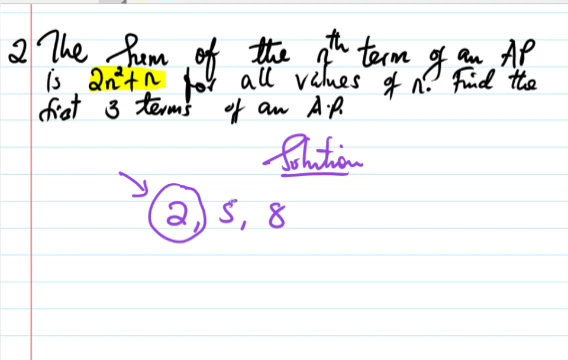 2 The Sum of the nth term of an AP
is 2n²+n for all values of n. Find the
first 3 terms of an A.P.
Solution
2, 5, 8